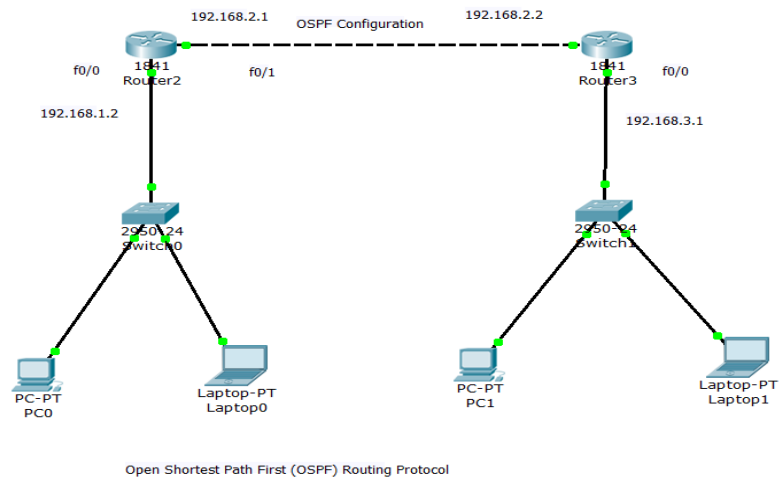 192.168.2.1
OSPF Configuration
192.168.2.2
1841
Router2
f0/0
f0/1
1841
Router3
f0/0
192.168.1.2
192.168.3.1
2950-24
Switch0
2950-24
Switch1
PC-PT
PC0
Laptop-PT
Laptop0
PC-PT
PC1
Laptop-PT
Laptop1
Open Shortest Path First (OSPF) Routing Protocol